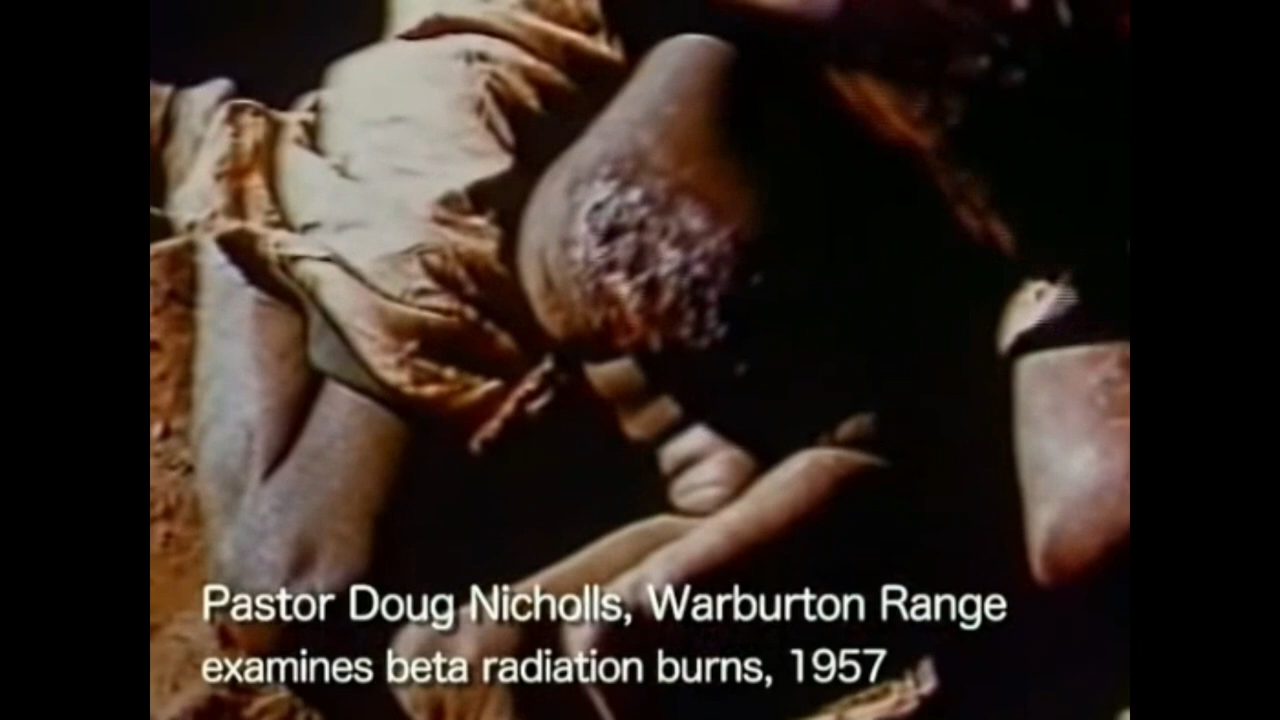 Pastor Doug Nicholls, Warburton Range
examines beta radiation burns, 1957